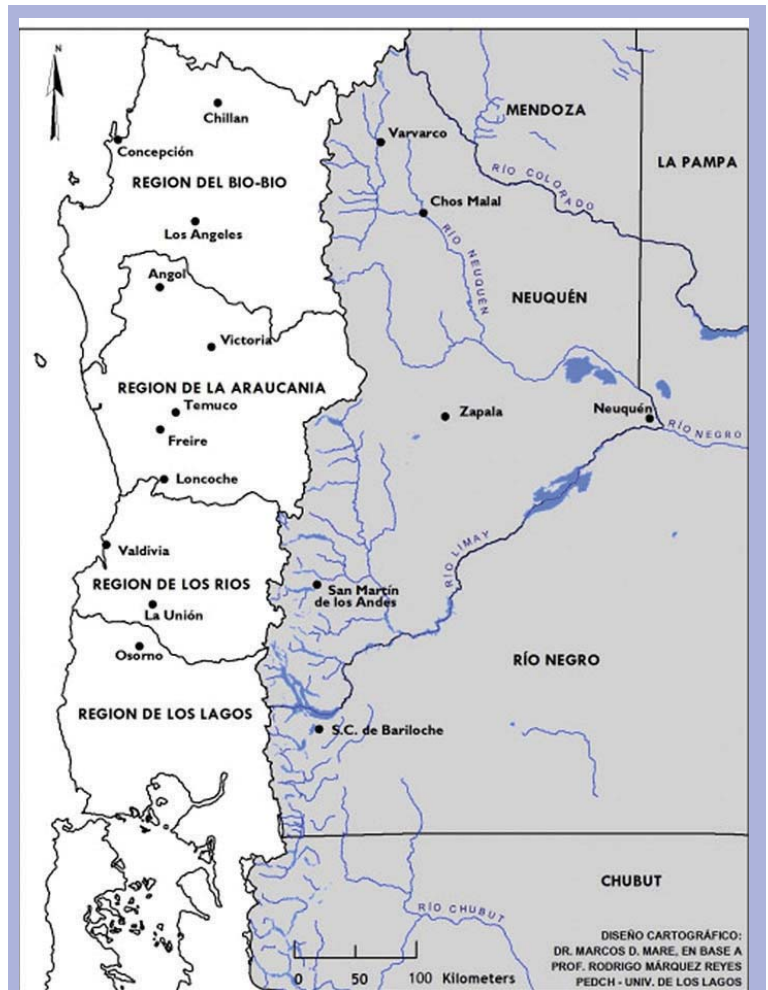 N
MENDOZA
Chillan
Varvarco
Concepción
LA PAMPA
RÍO COLORADO
REGION DEL BIO-BIO
Chos Malal
Los Angeles
RÍO NEUQUÉN
Angol
NEUQUÉN
Victoria
REGION DE LA ARAUCANIA
Temuco
Zapala
Neuquén
Freire
RÍO NEGRO
Loncoche
Valdivia
RÍO LIMAY
REGION DE LOS RIOS
San Martín
de los Andes
La Unión
Osorno
RÍO NEGRO
REGION DE LOS LAGOS
S.C. de Bariloche
CHUBUT
RÍO CHUBUT
DISEÑO CARTOGRÁFICO:
DR. MARCOS D. MARE, EN BASE A
PROF. RODRIGO MÁRQUEZ REYES
PEDCH - UNIV. DE LOS LAGOS
0 50 100 Kilometers